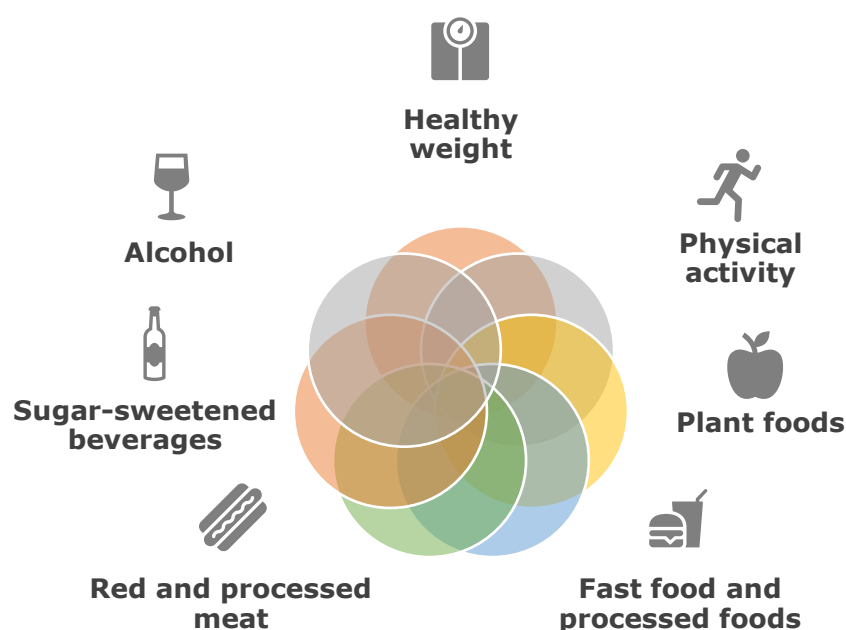 Healthy
weight
Alcohol
Physical
activity
Sugar-sweetened
beverages
Plant foods
Red and processed
meat
Fast food and
processed foods